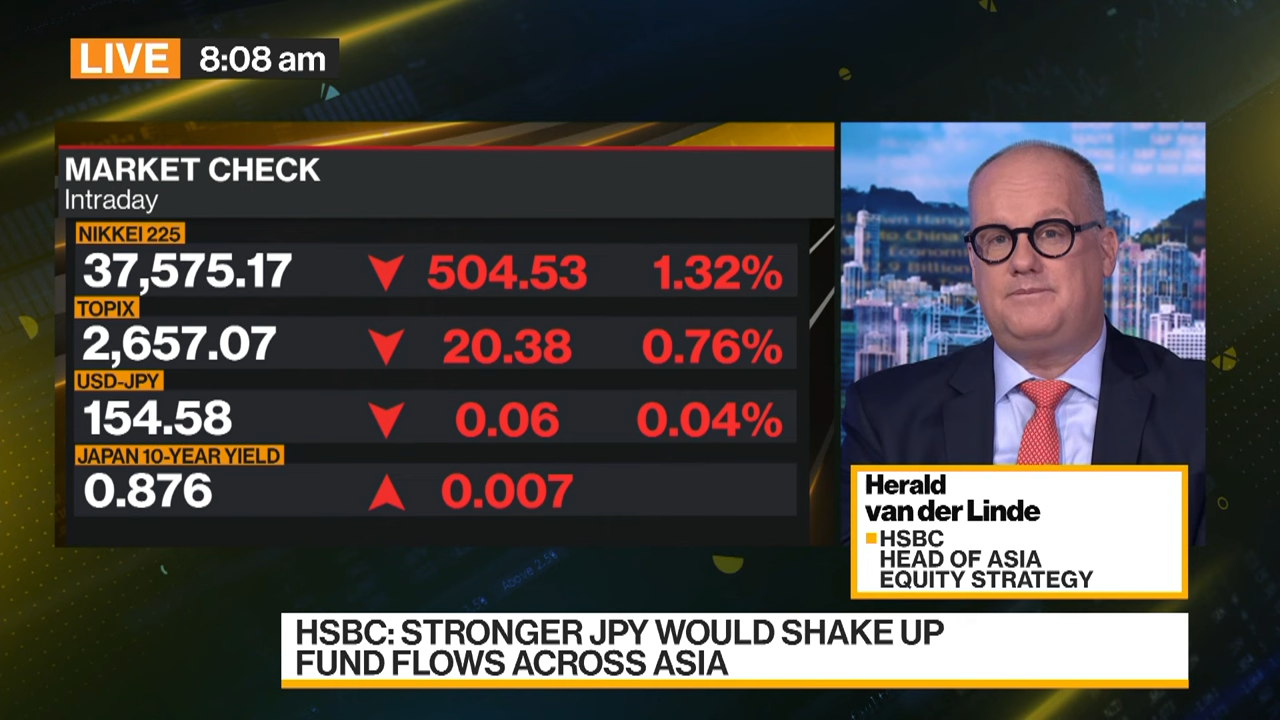 LIVE 8:08 am
MARKET CHECK
Intraday
NIKKEI 225
37,575.17 ▼ 504.53 1.32%
TOPIX
2,657.07 ▼ 20.38 0.76%
USD-JPY
154.58 ▼ 0.06 0.04%
JAPAN 10-YEAR YIELD
0.876 ▲ 0.007
Herald
van der Linde
HSBC
HEAD OF ASIA
EQUITY STRATEGY
HSBC: STRONGER JPY WOULD SHAKE UP
FUND FLOWS ACROSS ASIA